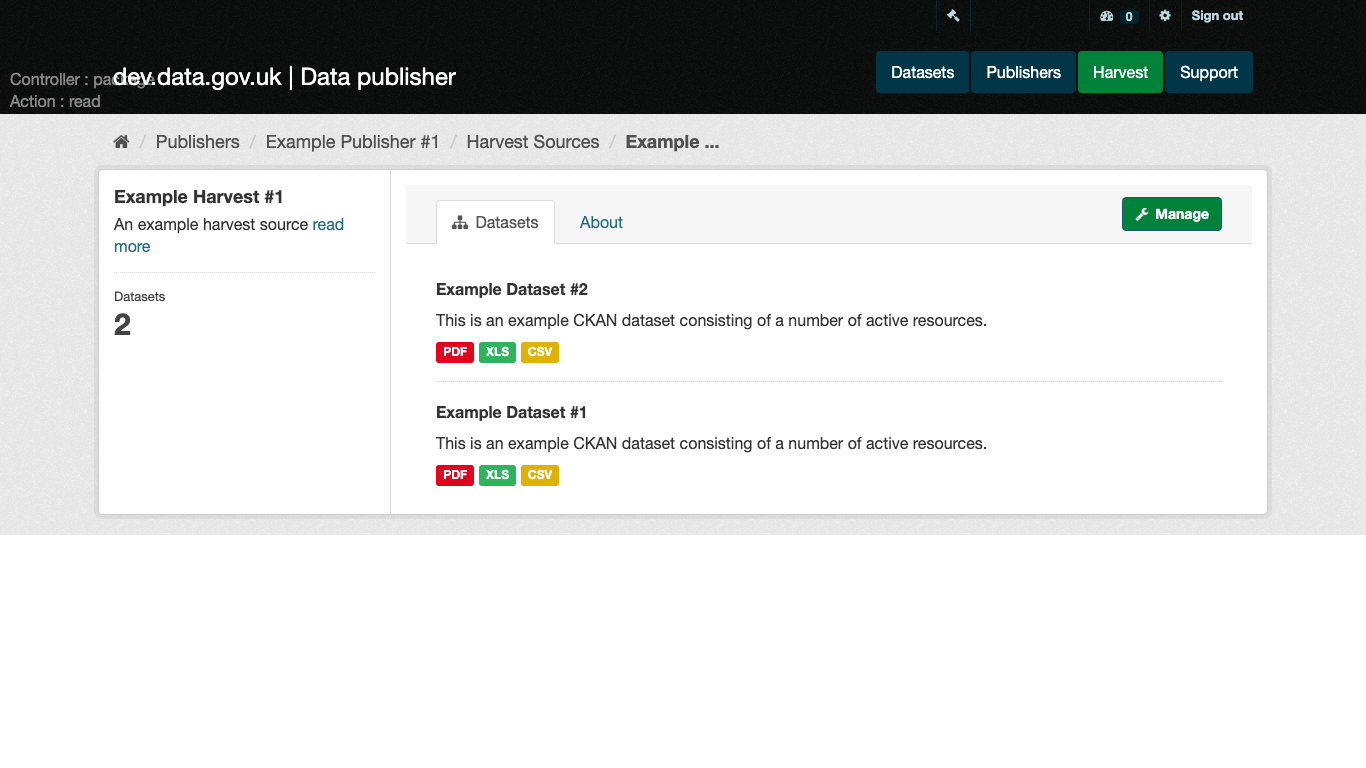 0 Sign out
Controller : package
dev.data.gov.uk | Data publisher
Action : read
Datasets Publishers Harvest Support
/ Publishers / Example Publisher #1 / Harvest Sources / Example ...
Example Harvest #1
An example harvest source read
more
Datasets
2
Datasets About Manage
Example Dataset #2
This is an example CKAN dataset consisting of a number of active resources.
PDF XLS CSV
Example Dataset #1
This is an example CKAN dataset consisting of a number of active resources.
PDF XLS CSV